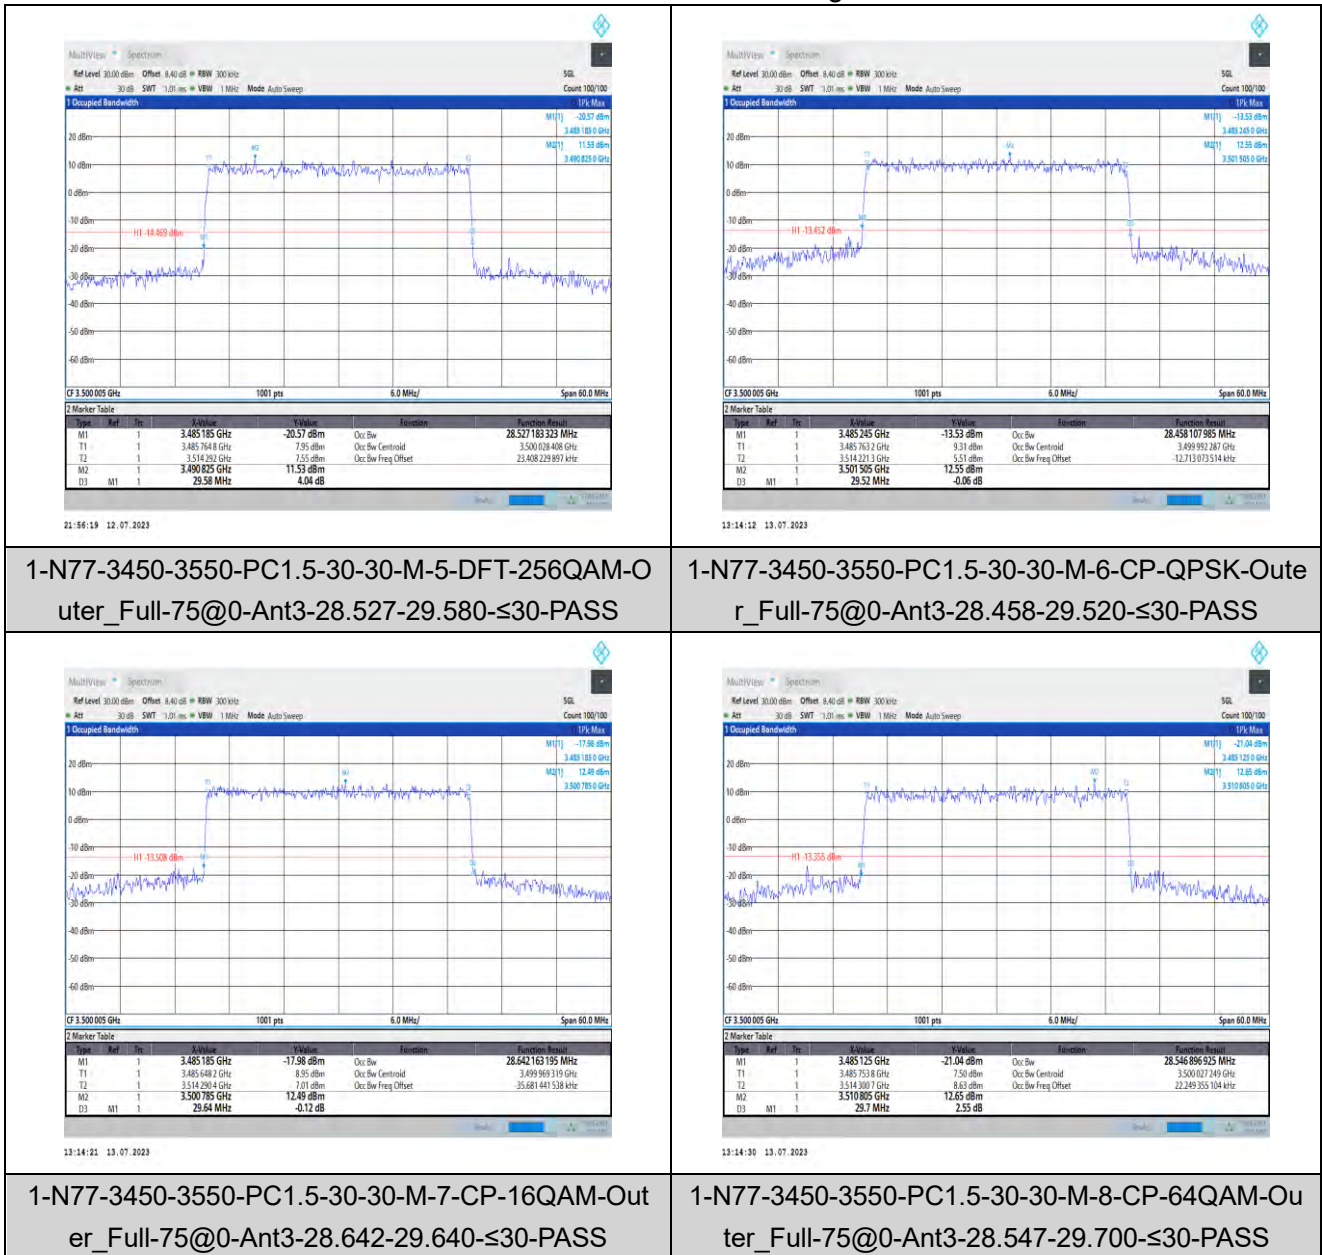 MultiView Spectrum
Ref Level 30.00 dBm Offset 8.40 dB RBW 300 kHz SGL
Att 30 dB SWT 1.01 ms VBW 1 MHz Mode Auto Sweep Count 100/100
1 Occupied Bandwidth 1Pk Max
M1[1] -20.57 dBm
3.485 185 0 GHz
M2[1] 11.53 dBm
3.490 825 0 GHz
20 dBm
10 dBm
0 dBm
-10 dBm
H1 -14.469 dBm
-20 dBm
-30 dBm
-40 dBm
-50 dBm
-60 dBm
CF 3.500 005 GHz 1001 pts 6.0 MHz/ Span 60.0 MHz
2 Marker Table
Type Ref Trc X-Value Y-Value Function Function Result
M1 1 3.485 185 GHz -20.57 dBm Occ Bw 28.527 183 323 MHz
T1 1 3.485 764 8 GHz 7.95 dBm Occ Bw Centroid 3.500 028 408 GHz
T2 1 3.514 292 GHz 7.55 dBm Occ Bw Freq Offset 23.408 229 897 kHz
M2 1 3.490 825 GHz 11.53 dBm
D3 M1 1 29.58 MHz 4.04 dB
21:56:19 12.07.2023
1-N77-3450-3550-PC1.5-30-30-M-5-DFT-256QAM-O
uter_Full-75@0-Ant3-28.527-29.580-≤30-PASS
MultiView Spectrum
Ref Level 30.00 dBm Offset 8.40 dB RBW 300 kHz SGL
Att 30 dB SWT 1.01 ms VBW 1 MHz Mode Auto Sweep Count 100/100
1 Occupied Bandwidth 1Pk Max
M1[1] -13.53 dBm
3.485 245 0 GHz
M2[1] 12.55 dBm
3.501 505 0 GHz
20 dBm
10 dBm
0 dBm
-10 dBm
H1 -13.452 dBm
-20 dBm
-30 dBm
-40 dBm
-50 dBm
-60 dBm
CF 3.500 005 GHz 1001 pts 6.0 MHz/ Span 60.0 MHz
2 Marker Table
Type Ref Trc X-Value Y-Value Function Function Result
M1 1 3.485 245 GHz -13.53 dBm Occ Bw 28.458 107 985 MHz
T1 1 3.485 763 2 GHz 9.31 dBm Occ Bw Centroid 3.499 992 287 GHz
T2 1 3.514 221 3 GHz 5.51 dBm Occ Bw Freq Offset -12.713 073 514 kHz
M2 1 3.501 505 GHz 12.55 dBm
D3 M1 1 29.52 MHz -0.06 dB
13:14:12 13.07.2023
1-N77-3450-3550-PC1.5-30-30-M-6-CP-QPSK-Oute
r_Full-75@0-Ant3-28.458-29.520-≤30-PASS
MultiView Spectrum
Ref Level 30.00 dBm Offset 8.40 dB RBW 300 kHz SGL
Att 30 dB SWT 1.01 ms VBW 1 MHz Mode Auto Sweep Count 100/100
1 Occupied Bandwidth 1Pk Max
M1[1] -17.98 dBm
3.485 185 0 GHz
M2[1] 12.49 dBm
3.500 785 0 GHz
20 dBm
10 dBm
0 dBm
-10 dBm
H1 -13.508 dBm
-20 dBm
-30 dBm
-40 dBm
-50 dBm
-60 dBm
CF 3.500 005 GHz 1001 pts 6.0 MHz/ Span 60.0 MHz
2 Marker Table
Type Ref Trc X-Value Y-Value Function Function Result
M1 1 3.485 185 GHz -17.98 dBm Occ Bw 28.642 163 195 MHz
T1 1 3.485 648 2 GHz 8.95 dBm Occ Bw Centroid 3.499 969 319 GHz
T2 1 3.514 290 4 GHz 7.01 dBm Occ Bw Freq Offset -35.681 441 538 kHz
M2 1 3.500 785 GHz 12.49 dBm
D3 M1 1 29.64 MHz -0.12 dB
13:14:21 13.07.2023
1-N77-3450-3550-PC1.5-30-30-M-7-CP-16QAM-Out
er_Full-75@0-Ant3-28.642-29.640-≤30-PASS
MultiView Spectrum
Ref Level 30.00 dBm Offset 8.40 dB RBW 300 kHz SGL
Att 30 dB SWT 1.01 ms VBW 1 MHz Mode Auto Sweep Count 100/100
1 Occupied Bandwidth 1Pk Max
M1[1] -21.04 dBm
3.485 125 0 GHz
M2[1] 12.65 dBm
3.510 805 0 GHz
20 dBm
10 dBm
0 dBm
-10 dBm
H1 -13.355 dBm
-20 dBm
-30 dBm
-40 dBm
-50 dBm
-60 dBm
CF 3.500 005 GHz 1001 pts 6.0 MHz/ Span 60.0 MHz
2 Marker Table
Type Ref Trc X-Value Y-Value Function Function Result
M1 1 3.485 125 GHz -21.04 dBm Occ Bw 28.546 896 925 MHz
T1 1 3.485 753 8 GHz 7.50 dBm Occ Bw Centroid 3.500 027 249 GHz
T2 1 3.514 300 7 GHz 8.63 dBm Occ Bw Freq Offset 22.249 355 104 kHz
M2 1 3.510 805 GHz 12.65 dBm
D3 M1 1 29.7 MHz 2.55 dB
13:14:30 13.07.2023
1-N77-3450-3550-PC1.5-30-30-M-8-CP-64QAM-Ou
ter_Full-75@0-Ant3-28.547-29.700-≤30-PASS